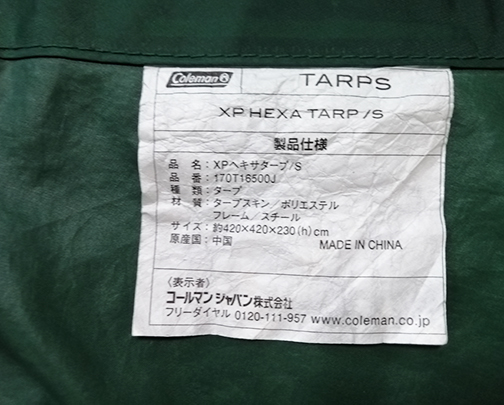 Coleman
TARPS
XP HEXA TARP/S
製品仕様
品 名：XPヘキサタープ/S
品 番：170T16500J
種 類：タープ
材 質：タープスキン／ポリエステル
フレーム／スチール
サイズ：約420×420×230(h)cm
原産国：中国 MADE IN CHINA
〈表示者〉
コールマン ジャパン株式会社
フリーダイヤル 0120-111-957 www.coleman.co.jp